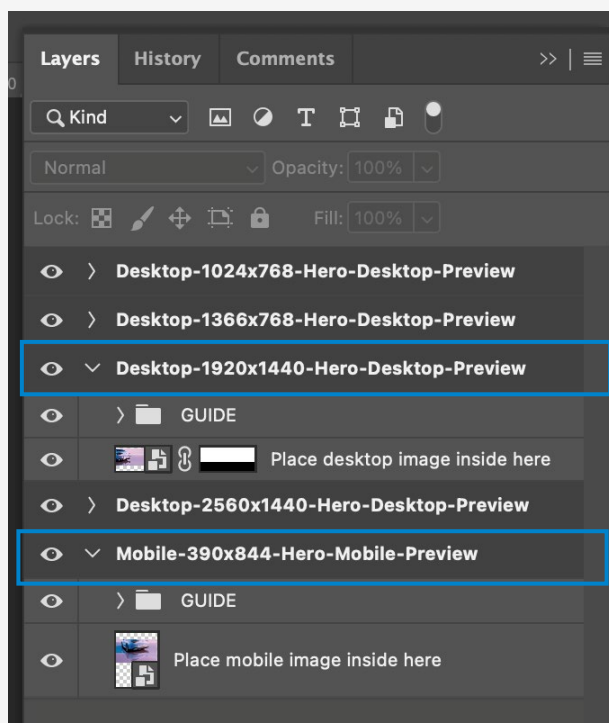 Layers History Comments
0
Kind
Normal Opacity: 100%
Lock: Fill: 100%
Desktop-1024x768-Hero-Desktop-Preview
Desktop-1366x768-Hero-Desktop-Preview
Desktop-1920x1440-Hero-Desktop-Preview
GUIDE
Place desktop image inside here
Desktop-2560x1440-Hero-Desktop-Preview
Mobile-390x844-Hero-Mobile-Preview
GUIDE
Place mobile image inside here